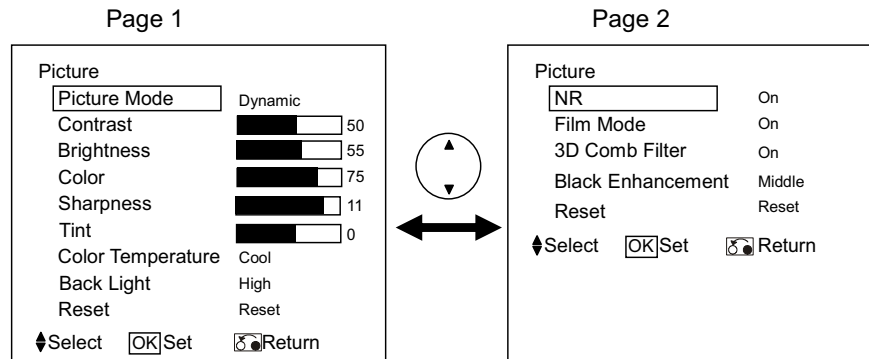 Page 1
Picture
Picture Mode Dynamic
Contrast 50
Brightness 55
Color 75
Sharpness 11
Tint 0
Color Temperature Cool
Back Light High
Reset Reset
Select OK Set Return
Page 2
Picture
NR On
Film Mode On
3D Comb Filter On
Black Enhancement Middle
Reset Reset
Select OK Set Return